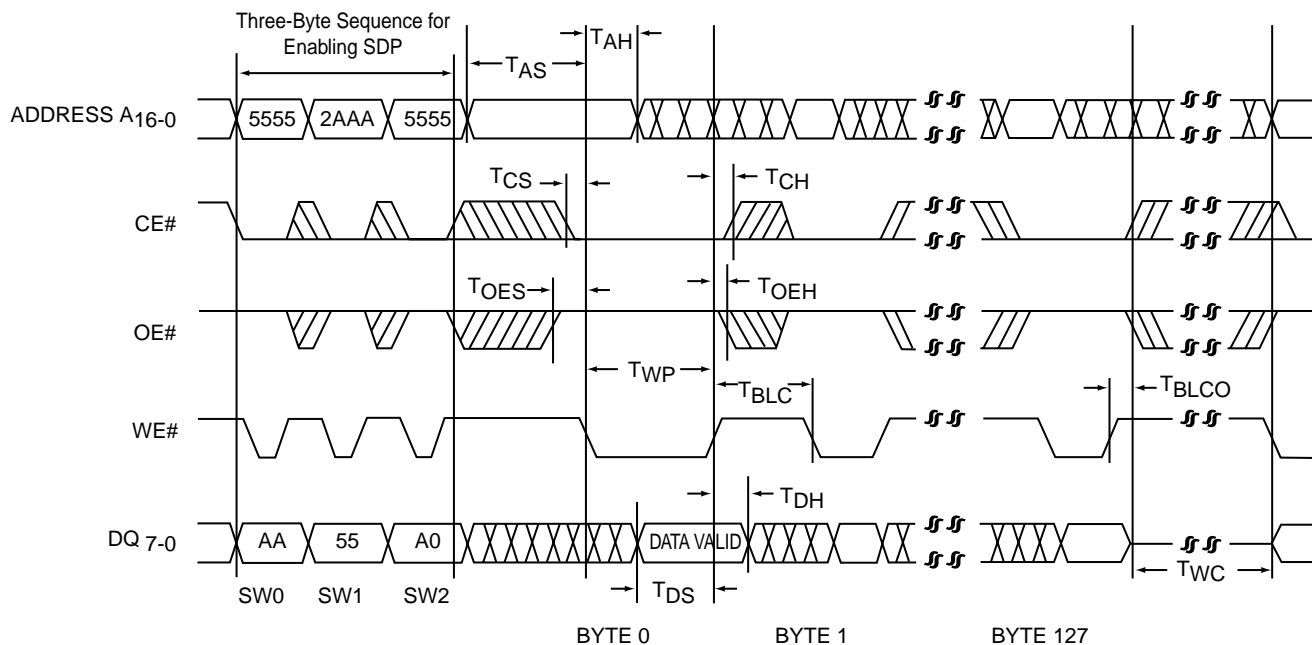 Three-Byte Sequence for
Enabling SDP
TAH
TAS
ADDRESS A16-0
5555
2AAA
5555
TCS
TCH
CE#
TOES
TOEH
OE#
TWP
TBLC
TBLCO
WE#
TDH
DQ 7-0
AA
55
A0
DATA VALID
TWC
SW0
SW1
SW2
TDS
BYTE 0
BYTE 1
BYTE 127